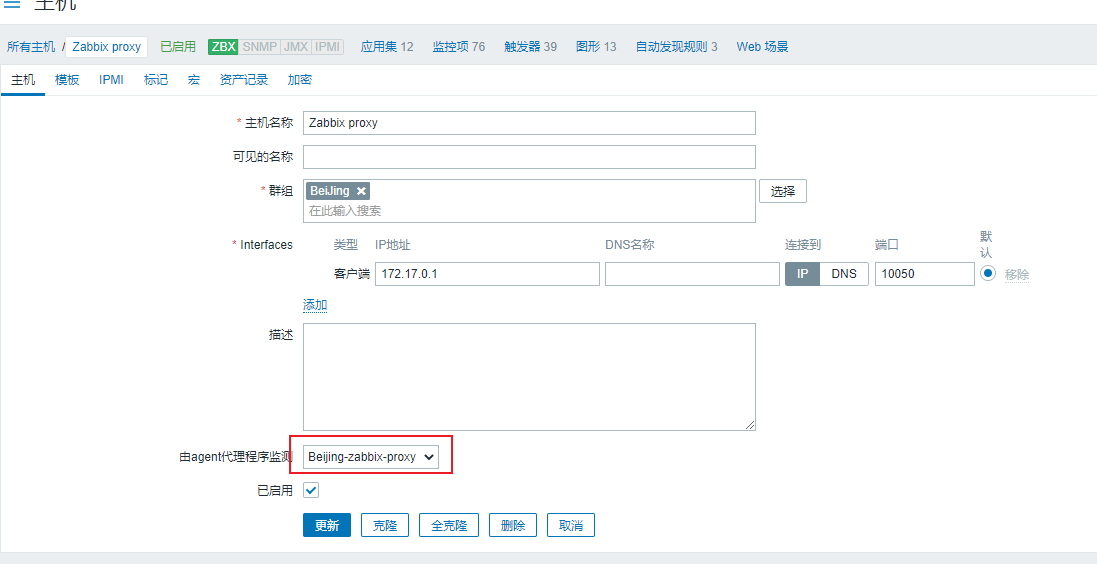 主机
所有主机 / Zabbix proxy 已启用 ZBX SNMP JMX IPMI 应用集 12 监控项 76 触发器 39 图形 13 自动发现规则 3 Web 场景
主机 模板 IPMI 标记 宏 资产记录 加密
* 主机名称 Zabbix proxy
可见的名称
* 群组 BeiJing 选择
在此输入搜索
* Interfaces 类型 IP地址 DNS名称 连接到 端口 默认
客户端 172.17.0.1 IP DNS 10050 移除
添加
描述
由agent代理程序监测 Beijing-zabbix-proxy
已启用
更新 克隆 全克隆 删除 取消